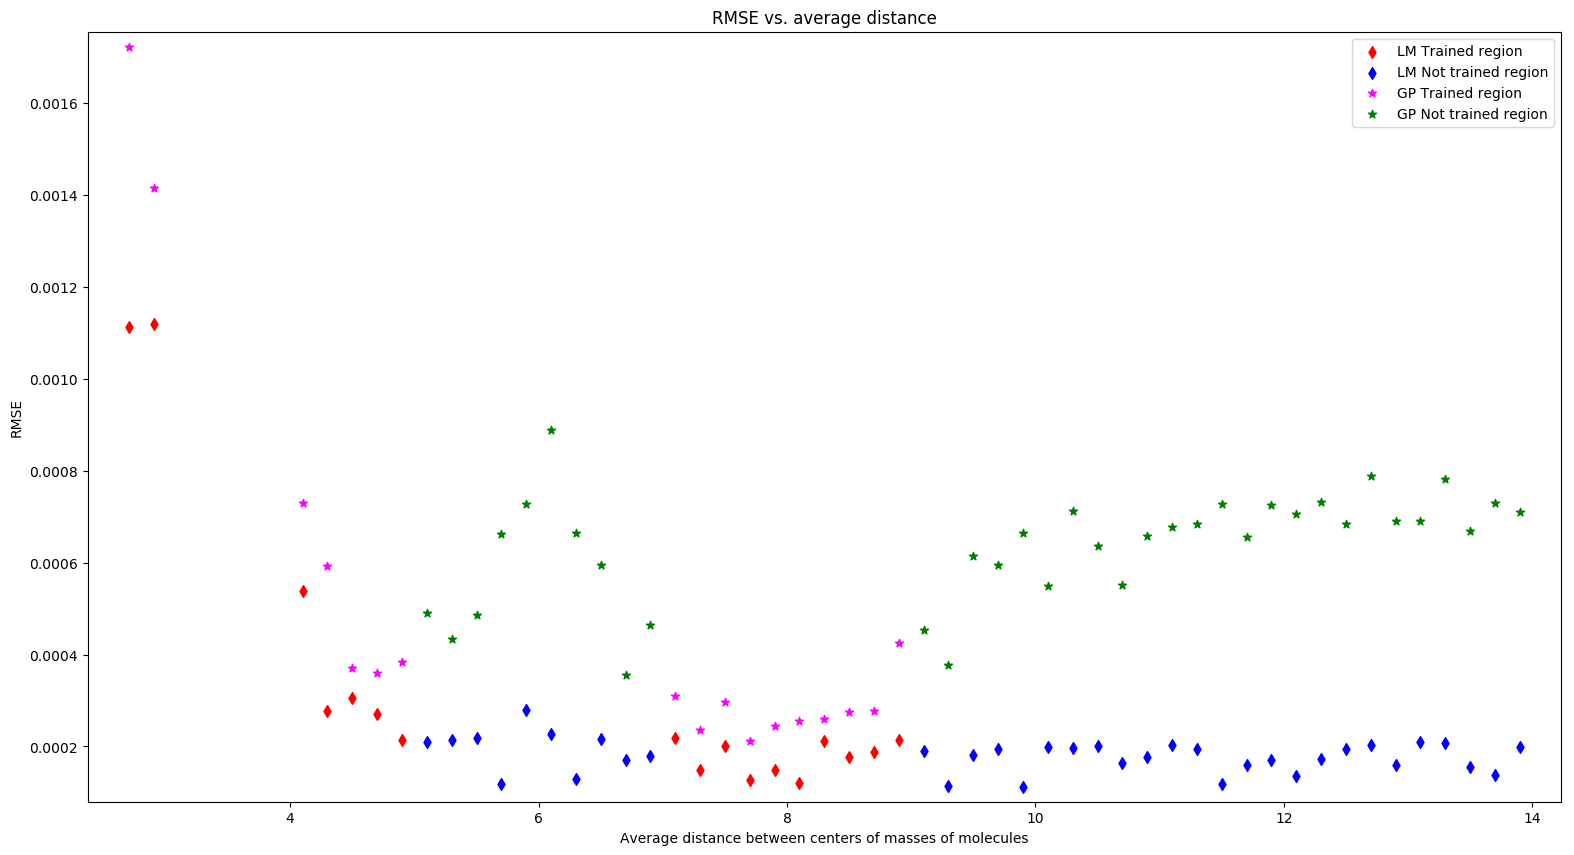 RMSE vs. average distance
LM Trained region
LM Not trained region
GP Trained region
GP Not trained region
0.0016
0.0014
0.0012
0.0010
0.0008
0.0006
0.0004
0.0002
RMSE
4 6 8 10 12 14
Average distance between centers of masses of molecules